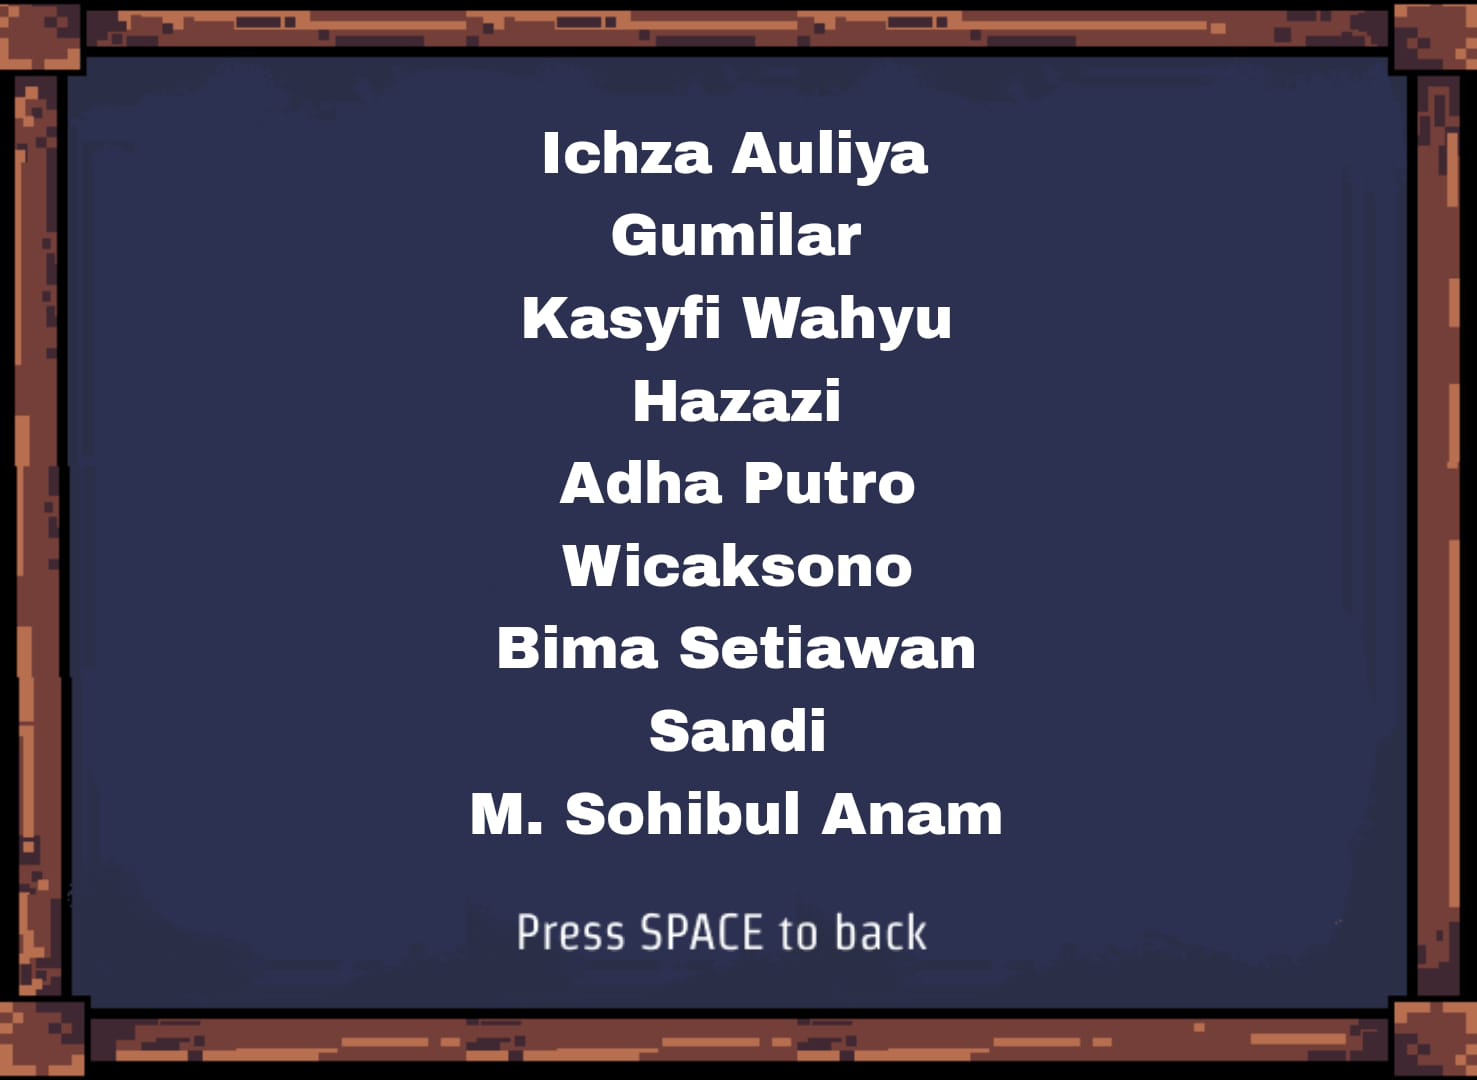 Ichza Auliya
Gumilar
Kasyfi Wahyu
Hazazi
Adha Putro
Wicaksono
Bima Setiawan
Sandi
M. Sohibul Anam
Press SPACE to back